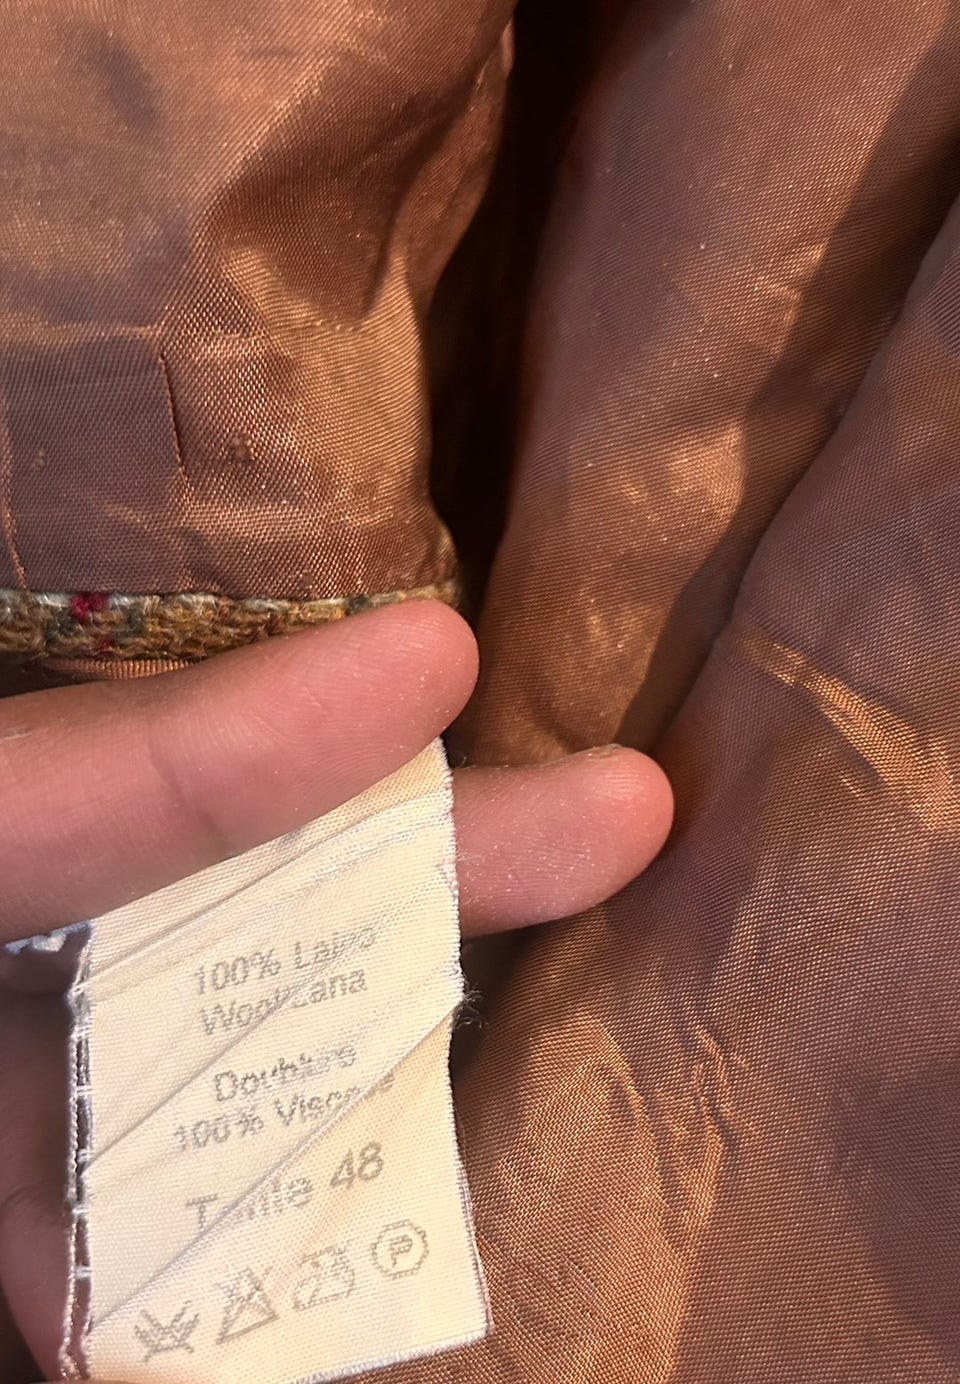 100% Laine
Wool-Lana
Doublure
100% Viscose
Taille 48
P